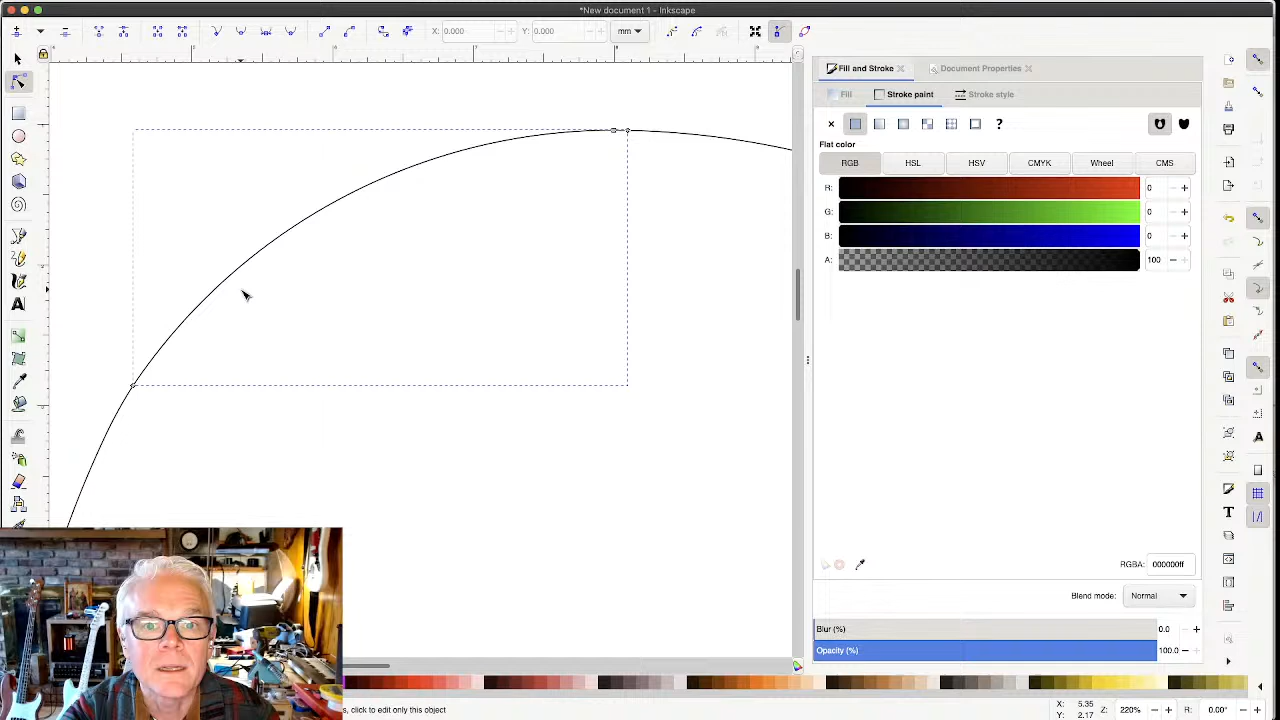 *New document 1 - Inkscape
X: 0.000 Y: 0.000 mm
Fill and Stroke Document Properties
Fill Stroke paint Stroke style
?
Flat color
RGB HSL HSV CMYK Wheel CMS
R: 0
G: 0
B: 0
A: 100
RGBA: 000000ff
Blend mode: Normal
Blur (%) 0.0
Opacity (%) 100.0
, click to edit only this object
X: 5.35
Y: 2.17
Z: 220% R: 0.00°